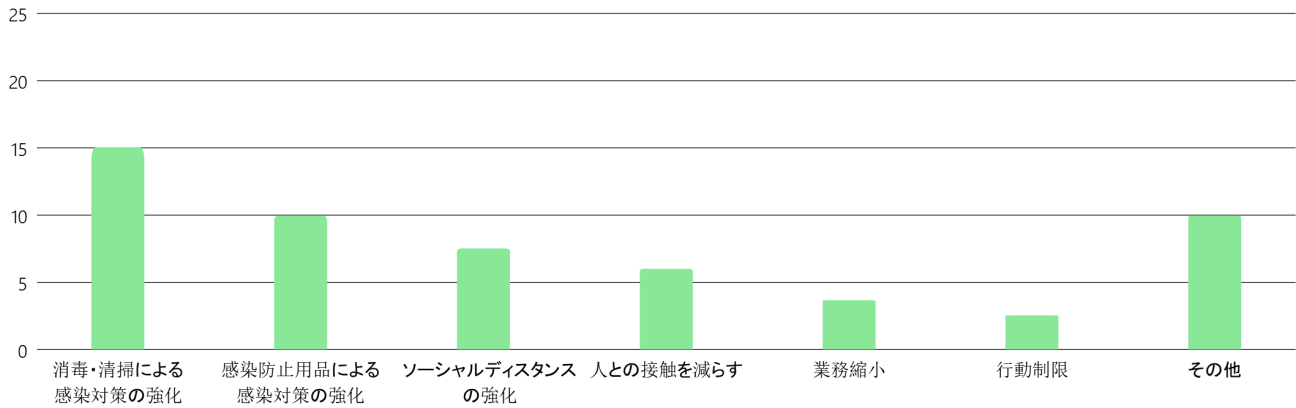 25
20
15
10
5
0
消毒・清掃による
感染対策の強化
感染防止用品による
感染対策の強化
ソーシャルディスタンス
の強化
人との接触を減らす
業務縮小
行動制限
その他